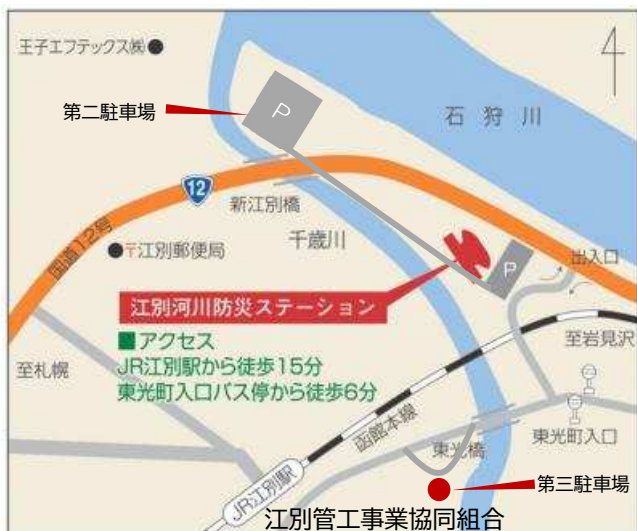 王子エフテックス㈱●
第二駐車場
P
石狩川
12
新江別橋
国道12号
千歳川
●〒江別郵便局
P
出入口
江別河川防災ステーション
■アクセス
JR江別駅から徒歩15分
東光町入口バス停から徒歩6分
至札幌
至岩見沢
函館本線
東光橋
東光町入口
JR江別駅
第三駐車場
江別管工事業協同組合